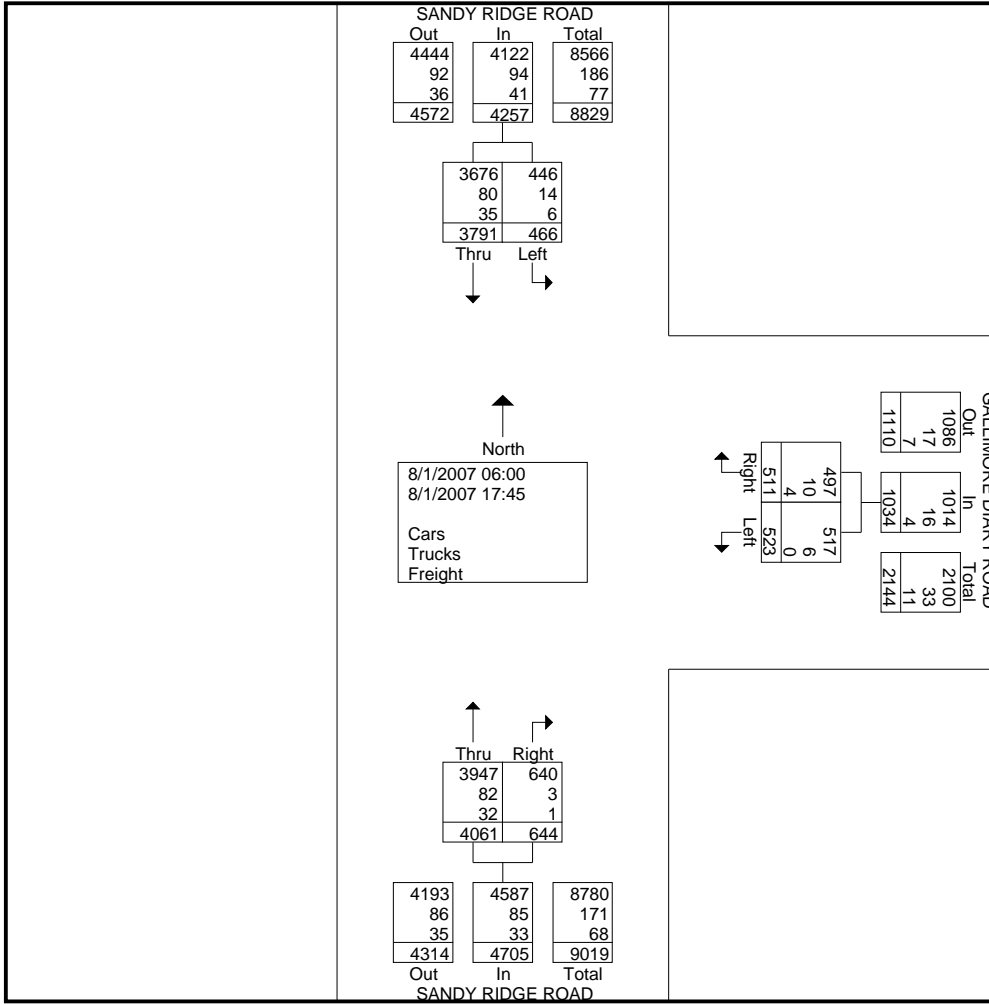 SANDY RIDGE ROAD
Out In Total
4444 4122 8566
92 94 186
36 41 77
4572 4257 8829
3676 446
80 14
35 6
3791 466
Thru Left
North
8/1/2007 06:00
8/1/2007 17:45
Cars
Trucks
Freight
GALLIMORE DIARY ROAD
Out In Total
1086 1014 2100
17 16 33
7 4 11
1110 1034 2144
497 517
10 6
4 0
511 523
Right Left
Thru Right
3947 640
82 3
32 1
4061 644
4193 4587 8780
86 85 171
35 33 68
4314 4705 9019
Out In Total
SANDY RIDGE ROAD